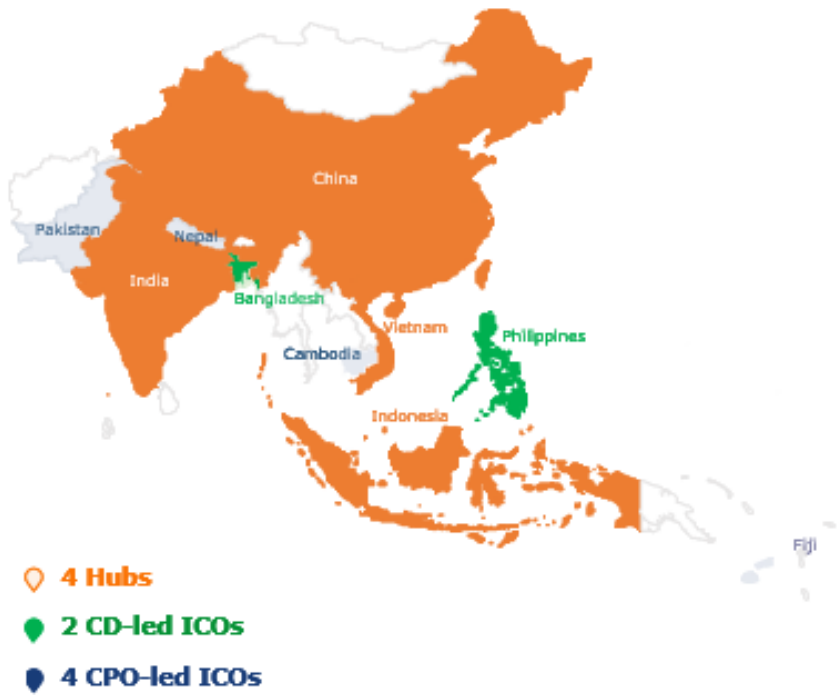 China
Pakistan
Nepal
India
Bangladesh
Vietnam
Philippines
Cambodia
Indonesia
Fiji
4 Hubs
2 CD-led ICOs
4 CPO-led ICOs